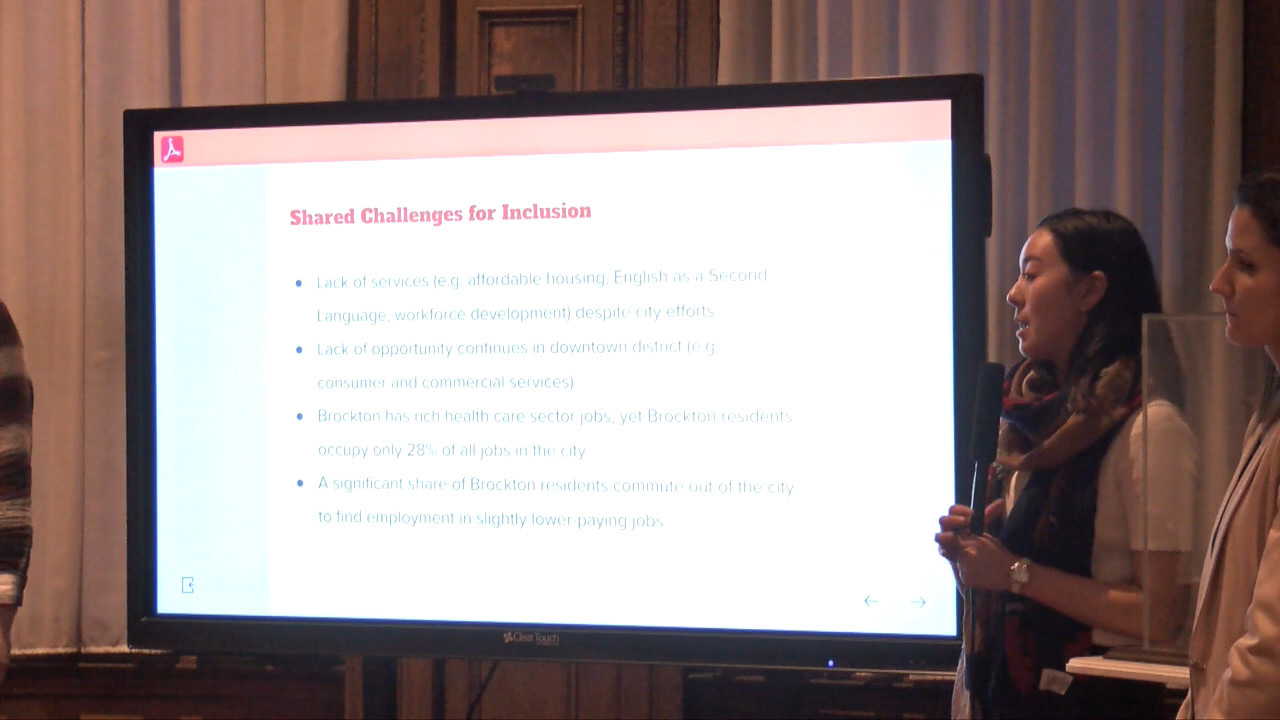 Shared Challenges for Inclusion
• Lack of services (e.g. affordable housing, English as a Second
Language, workforce development) despite city efforts
• Lack of opportunity continues in downtown district (e.g.
consumer and commercial services)
• Brockton has rich health care sector jobs, yet Brockton residents
occupy only 28% of all jobs in the city
• A significant share of Brockton residents commute out of the city
to find employment in slightly lower paying jobs
ClearTouch